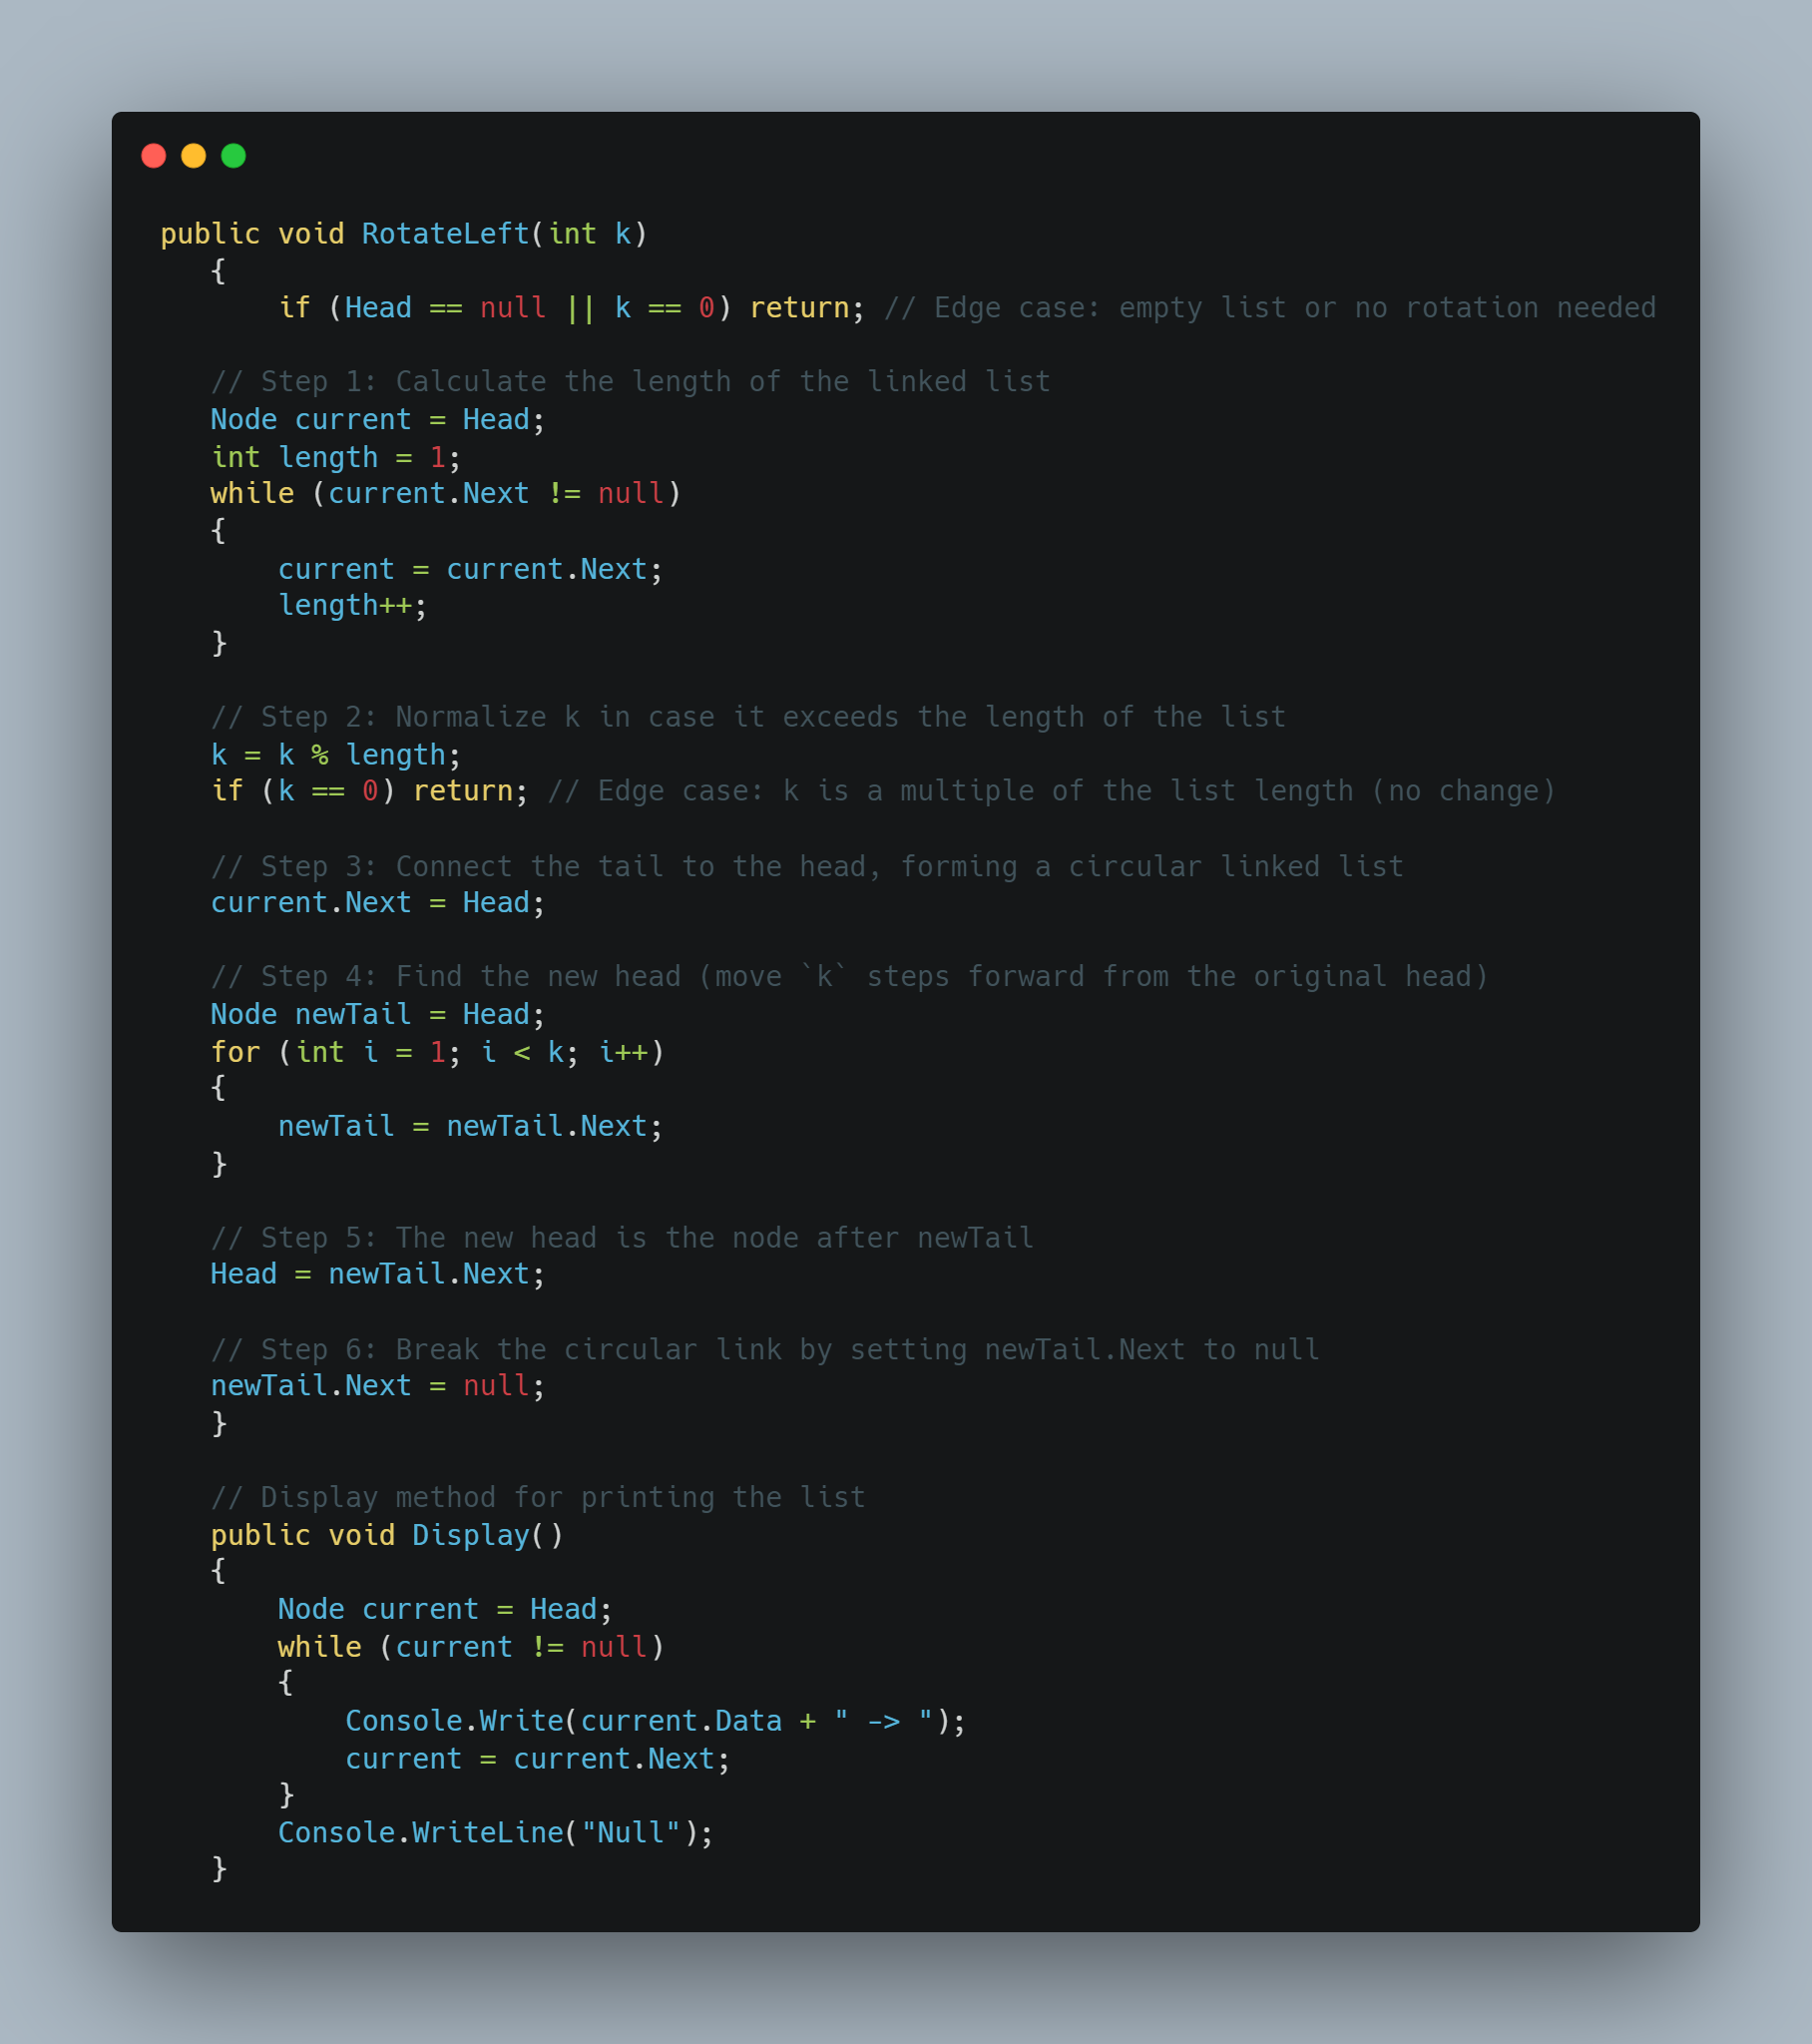 public void RotateLeft(int k)
   {
       if (Head == null || k == 0) return; // Edge case: empty list or no rotation needed

   // Step 1: Calculate the length of the linked list
   Node current = Head;
   int length = 1;
   while (current.Next != null)
   {
       current = current.Next;
       length++;
   }

   // Step 2: Normalize k in case it exceeds the length of the list
   k = k % length;
   if (k == 0) return; // Edge case: k is a multiple of the list length (no change)

   // Step 3: Connect the tail to the head, forming a circular linked list
   current.Next = Head;

   // Step 4: Find the new head (move `k` steps forward from the original head)
   Node newTail = Head;
   for (int i = 1; i < k; i++)
   {
       newTail = newTail.Next;
   }

   // Step 5: The new head is the node after newTail
   Head = newTail.Next;

   // Step 6: Break the circular link by setting newTail.Next to null
   newTail.Next = null;
   }

   // Display method for printing the list
   public void Display()
   {
       Node current = Head;
       while (current != null)
       {
           Console.Write(current.Data + " -> ");
           current = current.Next;
       }
       Console.WriteLine("Null");
   }